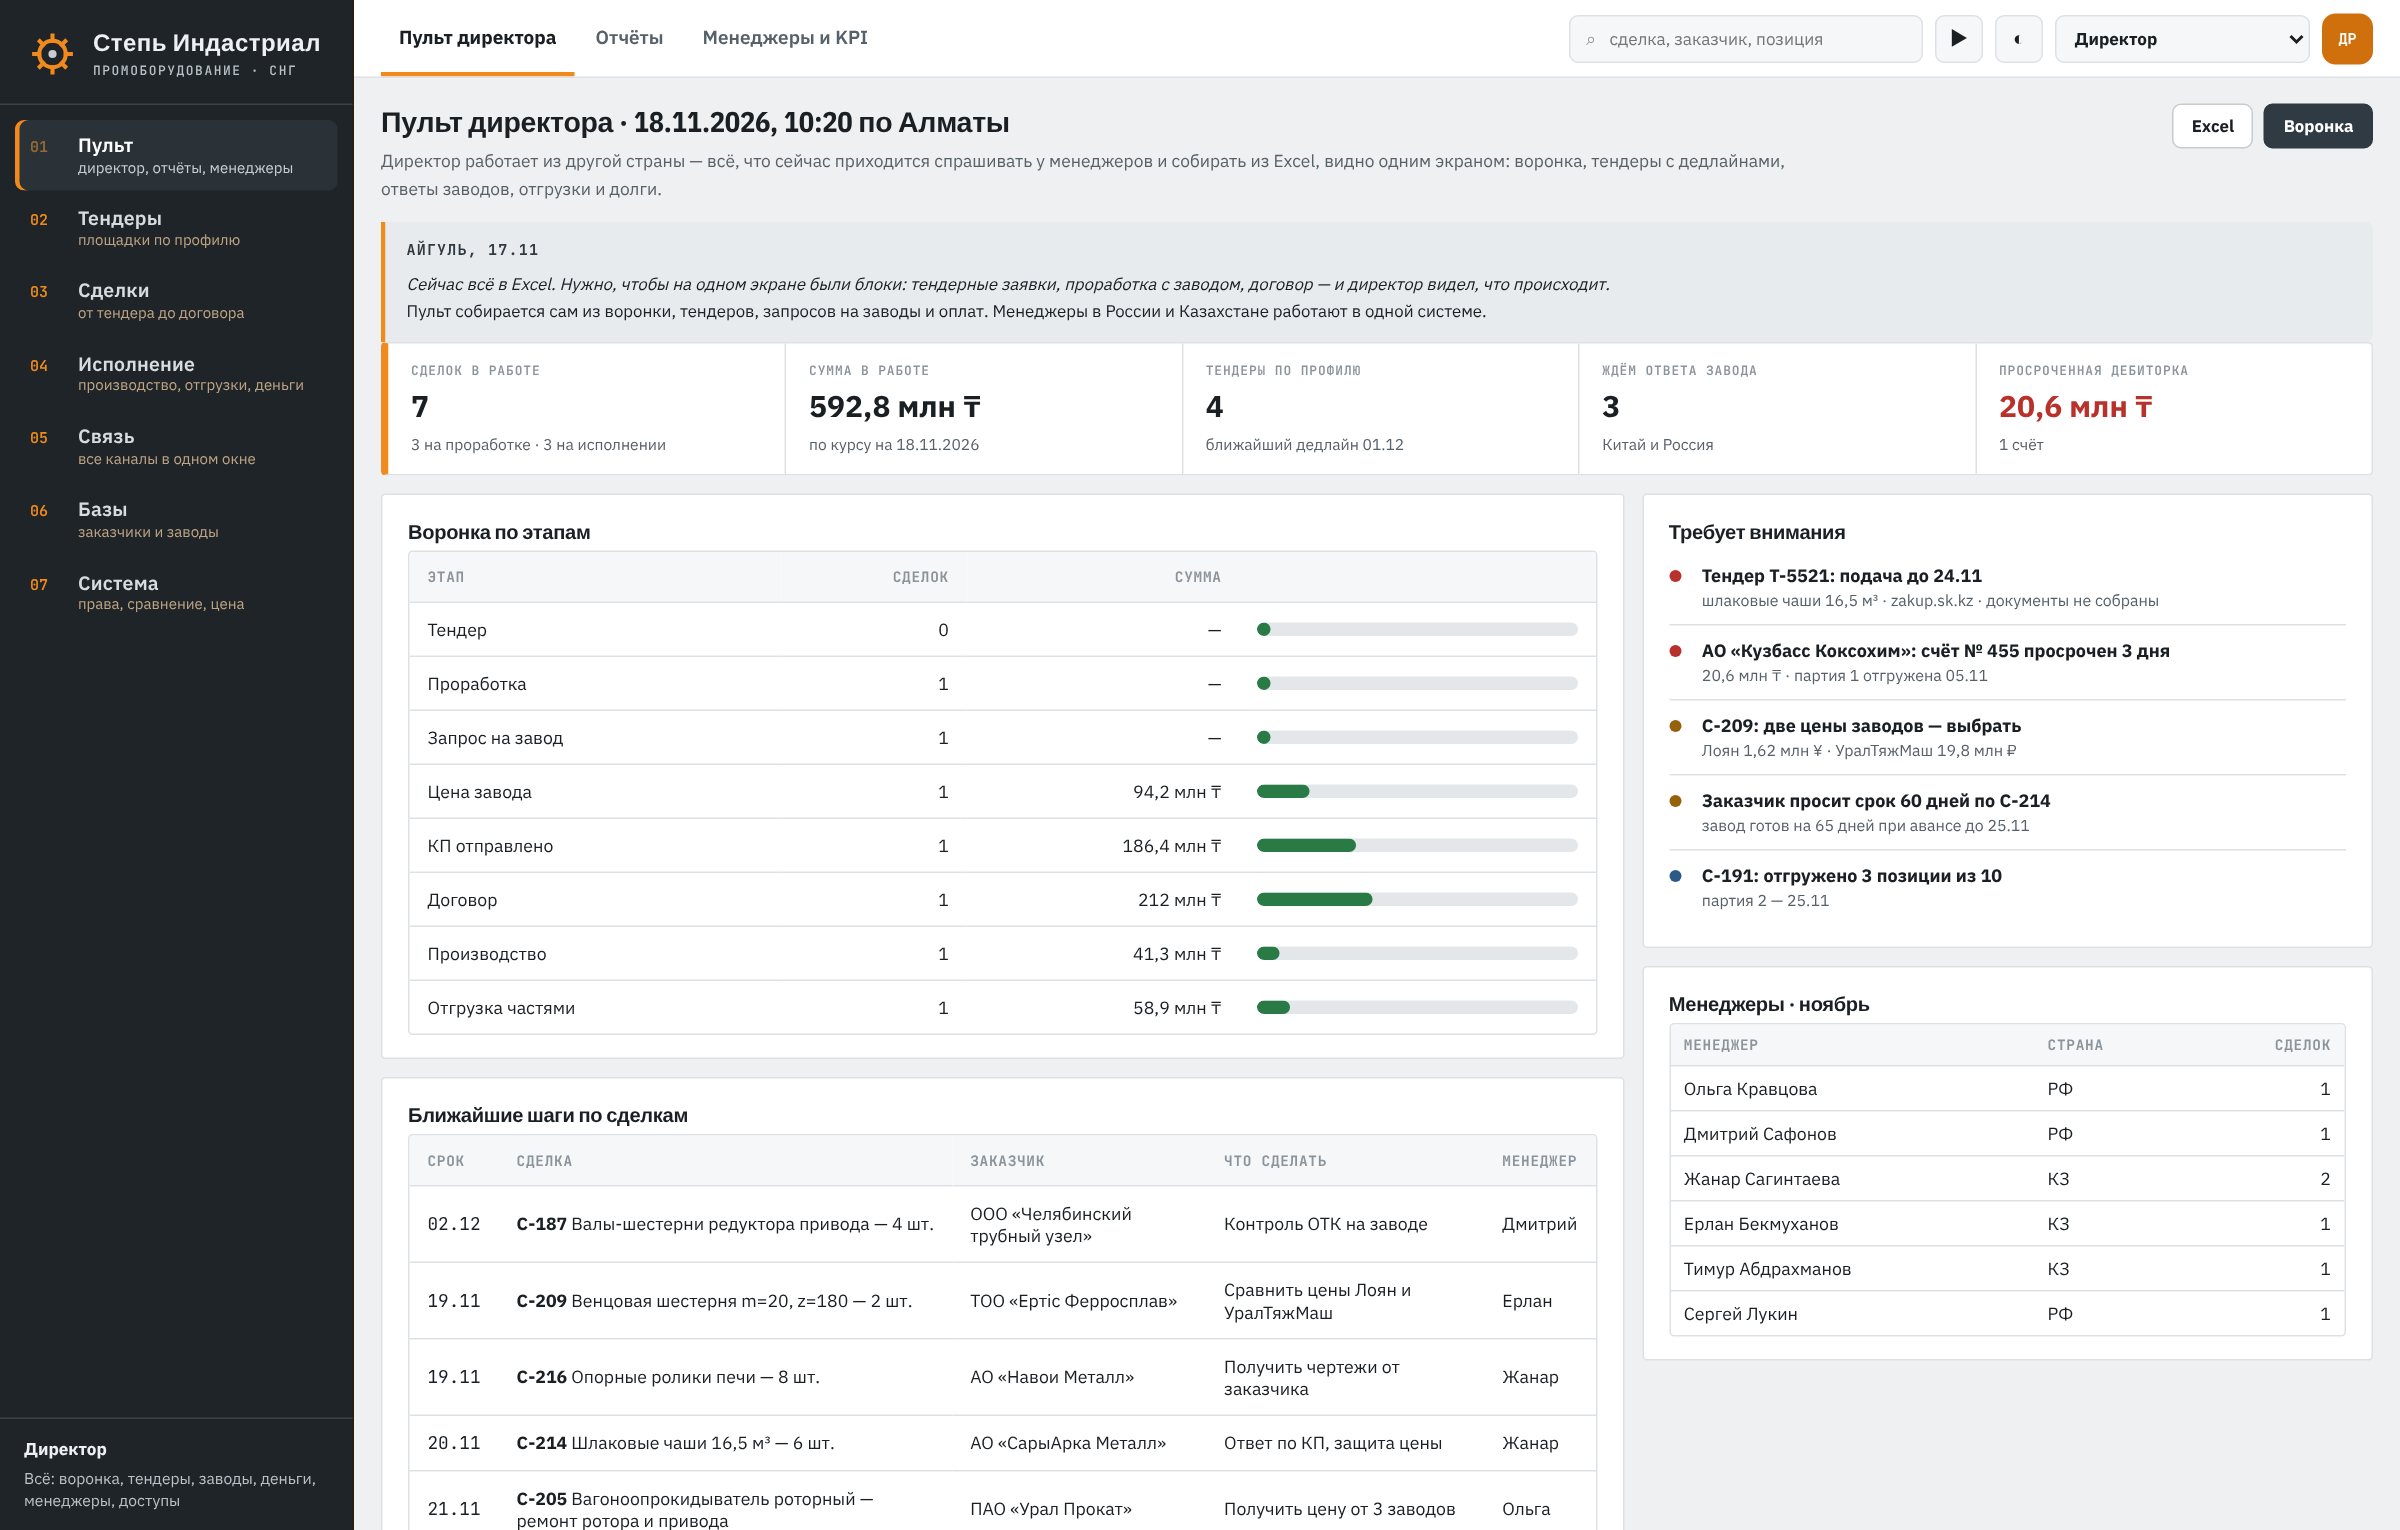 Степь Индастриал
ПРОМОБОРУДОВАНИЕ · СНГ
01 Пульт
директор, отчёты, менеджеры
02 Тендеры
площадки по профилю
03 Сделки
от тендера до договора
04 Исполнение
производство, отгрузки, деньги
05 Связь
все каналы в одном окне
06 Базы
заказчики и заводы
07 Система
права, сравнение, цена
Директор
Всё: воронка, тендеры, заводы, деньги,
менеджеры, доступы
Пульт директора Отчёты Менеджеры и KPI
сделка, заказчик, позиция
Директор
ДР
Пульт директора · 18.11.2026, 10:20 по Алматы
Excel
Воронка
Директор работает из другой страны — всё, что сейчас приходится спрашивать у менеджеров и собирать из Excel, видно одним экраном: воронка, тендеры с дедлайнами,
ответы заводов, отгрузки и долги.
АЙГУЛЬ, 17.11
Сейчас всё в Excel. Нужно, чтобы на одном экране были блоки: тендерные заявки, проработка с заводом, договор — и директор видел, что происходит.
Пульт собирается сам из воронки, тендеров, запросов на заводы и оплат. Менеджеры в России и Казахстане работают в одной системе.
СДЕЛОК В РАБОТЕ
7
3 на проработке · 3 на исполнении
СУММА В РАБОТЕ
592,8 млн ₸
по курсу на 18.11.2026
ТЕНДЕРЫ ПО ПРОФИЛЮ
4
ближайший дедлайн 01.12
ЖДЁМ ОТВЕТА ЗАВОДА
3
Китай и Россия
ПРОСРОЧЕННАЯ ДЕБИТОРКА
20,6 млн ₸
1 счёт
Воронка по этапам
ЭТАП СДЕЛОК СУММА
Тендер 0 —
Проработка 1 —
Запрос на завод 1 —
Цена завода 1 94,2 млн ₸
КП отправлено 1 186,4 млн ₸
Договор 1 212 млн ₸
Производство 1 41,3 млн ₸
Отгрузка частями 1 58,9 млн ₸
Ближайшие шаги по сделкам
СРОК СДЕЛКА ЗАКАЗЧИК ЧТО СДЕЛАТЬ МЕНЕДЖЕР
02.12 С-187 Валы-шестерни редуктора привода — 4 шт. ООО «Челябинский
трубный узел» Контроль ОТК на заводе Дмитрий
19.11 С-209 Венцовая шестерня m=20, z=180 — 2 шт. ТОО «Ертіс Ферросплав» Сравнить цены Лоян и
УралТяжМаш Ерлан
19.11 С-216 Опорные ролики печи — 8 шт. АО «Навои Металл» Получить чертежи от
заказчика Жанар
20.11 С-214 Шлаковые чаши 16,5 м³ — 6 шт. АО «СарыАрка Металл» Ответ по КП, защита цены Жанар
21.11 С-205 Вагоноопрокидыватель роторный —
ремонт ротора и привода ПАО «Урал Прокат» Получить цену от 3 заводов Ольга
Требует внимания
Тендер Т-5521: подача до 24.11
шлаковые чаши 16,5 м³ · zakup.sk.kz · документы не собраны
АО «Кузбасс Коксохим»: счёт № 455 просрочен 3 дня
20,6 млн ₸ · партия 1 отгружена 05.11
С-209: две цены заводов — выбрать
Лоян 1,62 млн ¥ · УралТяжМаш 19,8 млн ₽
Заказчик просит срок 60 дней по С-214
завод готов на 65 дней при авансе до 25.11
С-191: отгружено 3 позиции из 10
партия 2 — 25.11
Менеджеры · ноябрь
МЕНЕДЖЕР СТРАНА СДЕЛОК
Ольга Кравцова РФ 1
Дмитрий Сафонов РФ 1
Жанар Сагинтаева КЗ 2
Ерлан Бекмуханов КЗ 1
Тимур Абдрахманов КЗ 1
Сергей Лукин РФ 1